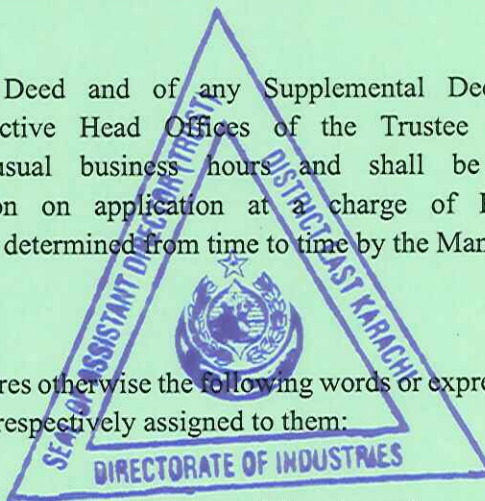 Deed and of any Supplemental Dee
ctive Head Offices of the Trustee
usual business hours and shall be
on on application at a charge of
determined from time to time by the Man
res otherwise the following words or expre
respectively assigned to them:
SEAL OF ASSISTANT DIRECTOR (TRUST)
DISTRICT EAST KARACHI
DIRECTORATE OF INDUSTRIES